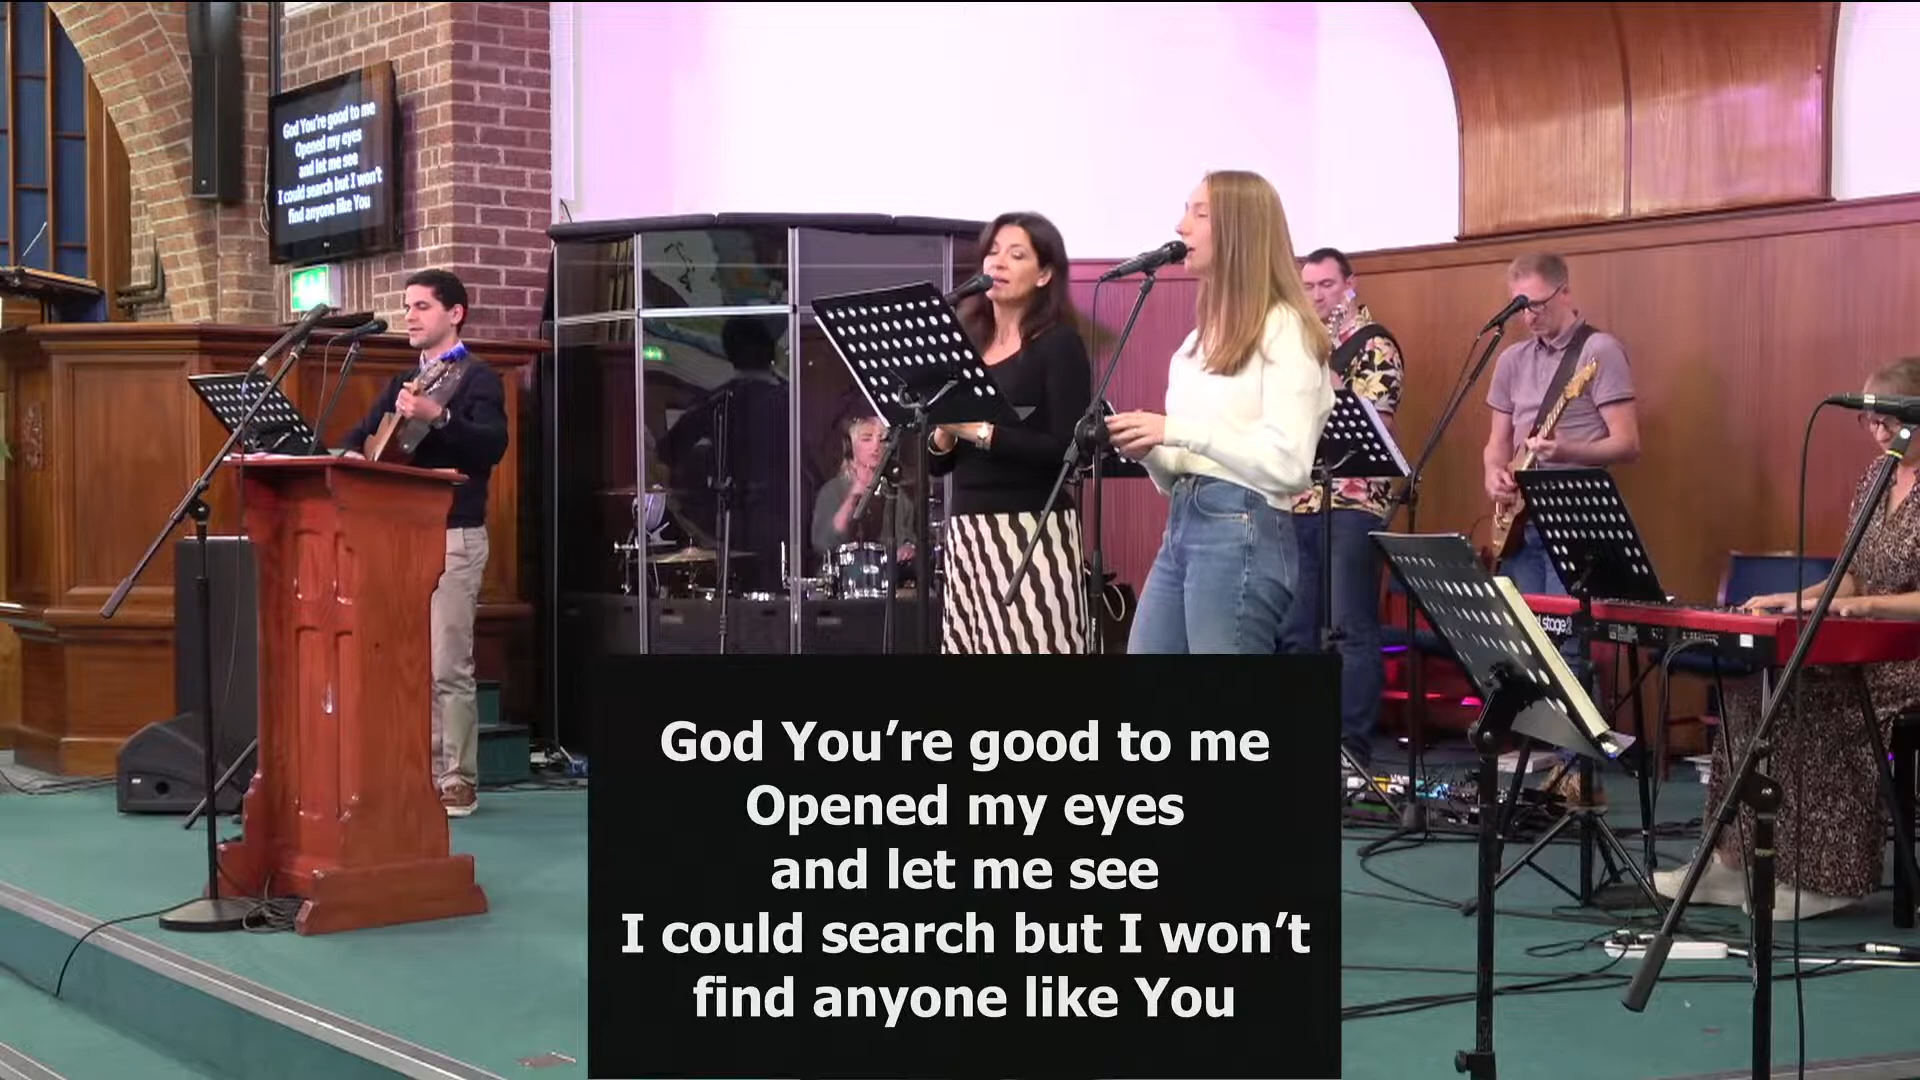 God You're good to me
Opened my eyes
and let me see
I could search but I won't
find anyone like You
stage 2
God You’re good to me
Opened my eyes
and let me see
I could search but I won’t
find anyone like You